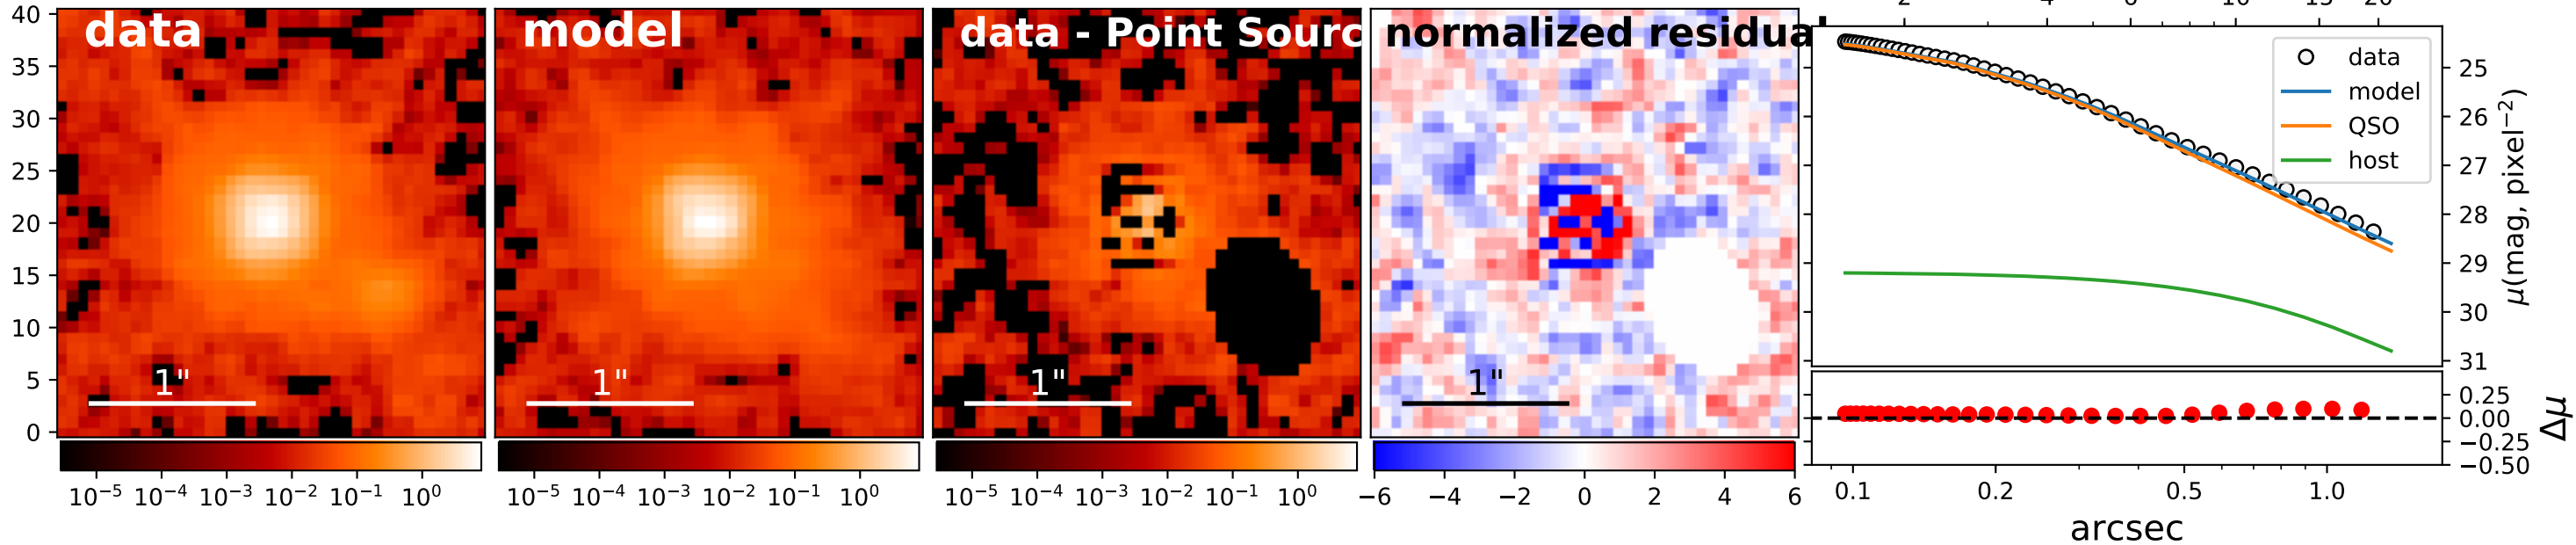 data
40
35
30
25
20
15
10
5
0
1"
10⁻⁵ 10⁻⁴ 10⁻³ 10⁻² 10⁻¹ 10⁰
model
1"
10⁻⁵ 10⁻⁴ 10⁻³ 10⁻² 10⁻¹ 10⁰
data - Point Sourc
1"
10⁻⁵ 10⁻⁴ 10⁻³ 10⁻² 10⁻¹ 10⁰
normalized residual
1"
−6 −4 −2 0 2 4 6
2 4 6 10 15 20
data
model
QSO
host
25
26
27
28
29
30
31
μ(mag, pixel⁻²)
0.25
0.00
−0.25
−0.50
Δμ
0.1 0.2 0.5 1.0
arcsec